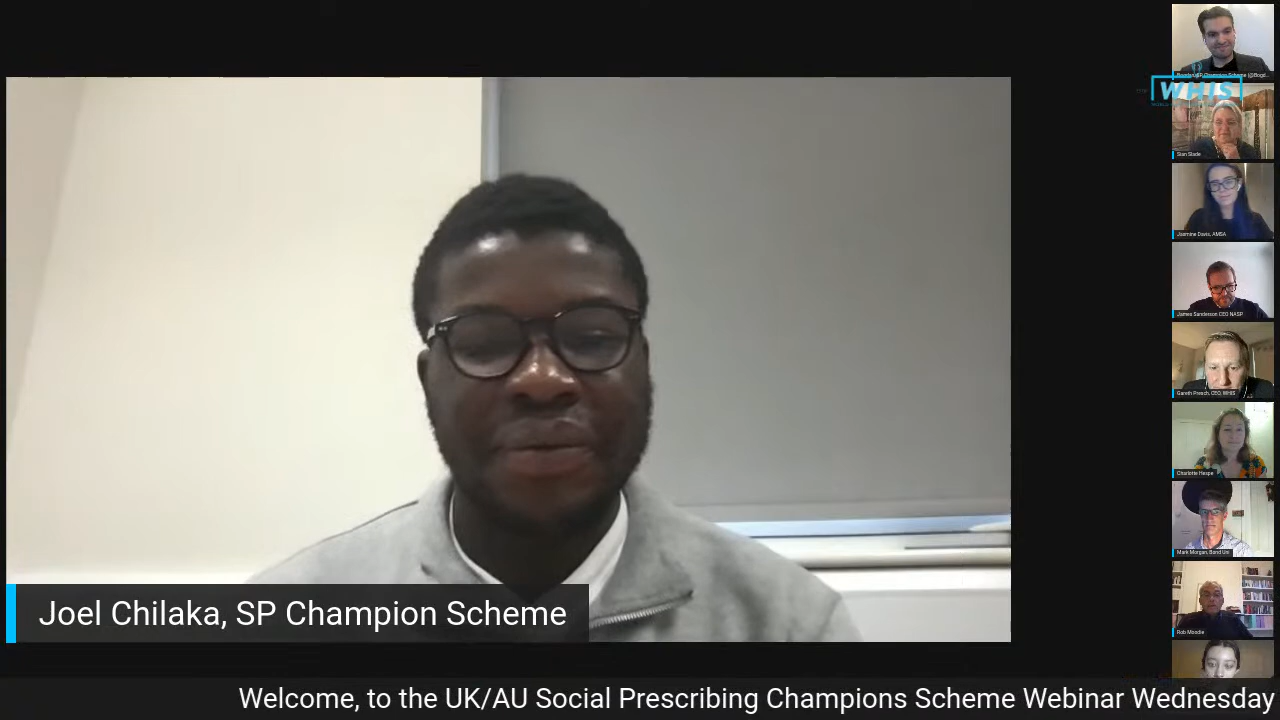 WHIS
Sian Slade
Jasmine Davis, AMSA
James Sanderson CEO NASP
Gareth Presch, CEO, WHIS
Charlotte Hespe
Mark Morgan, Bond Uni
Rob Moodie
Joel Chilaka, SP Champion Scheme
Welcome, to the UK/AU Social Prescribing Champions Scheme Webinar Wednesday